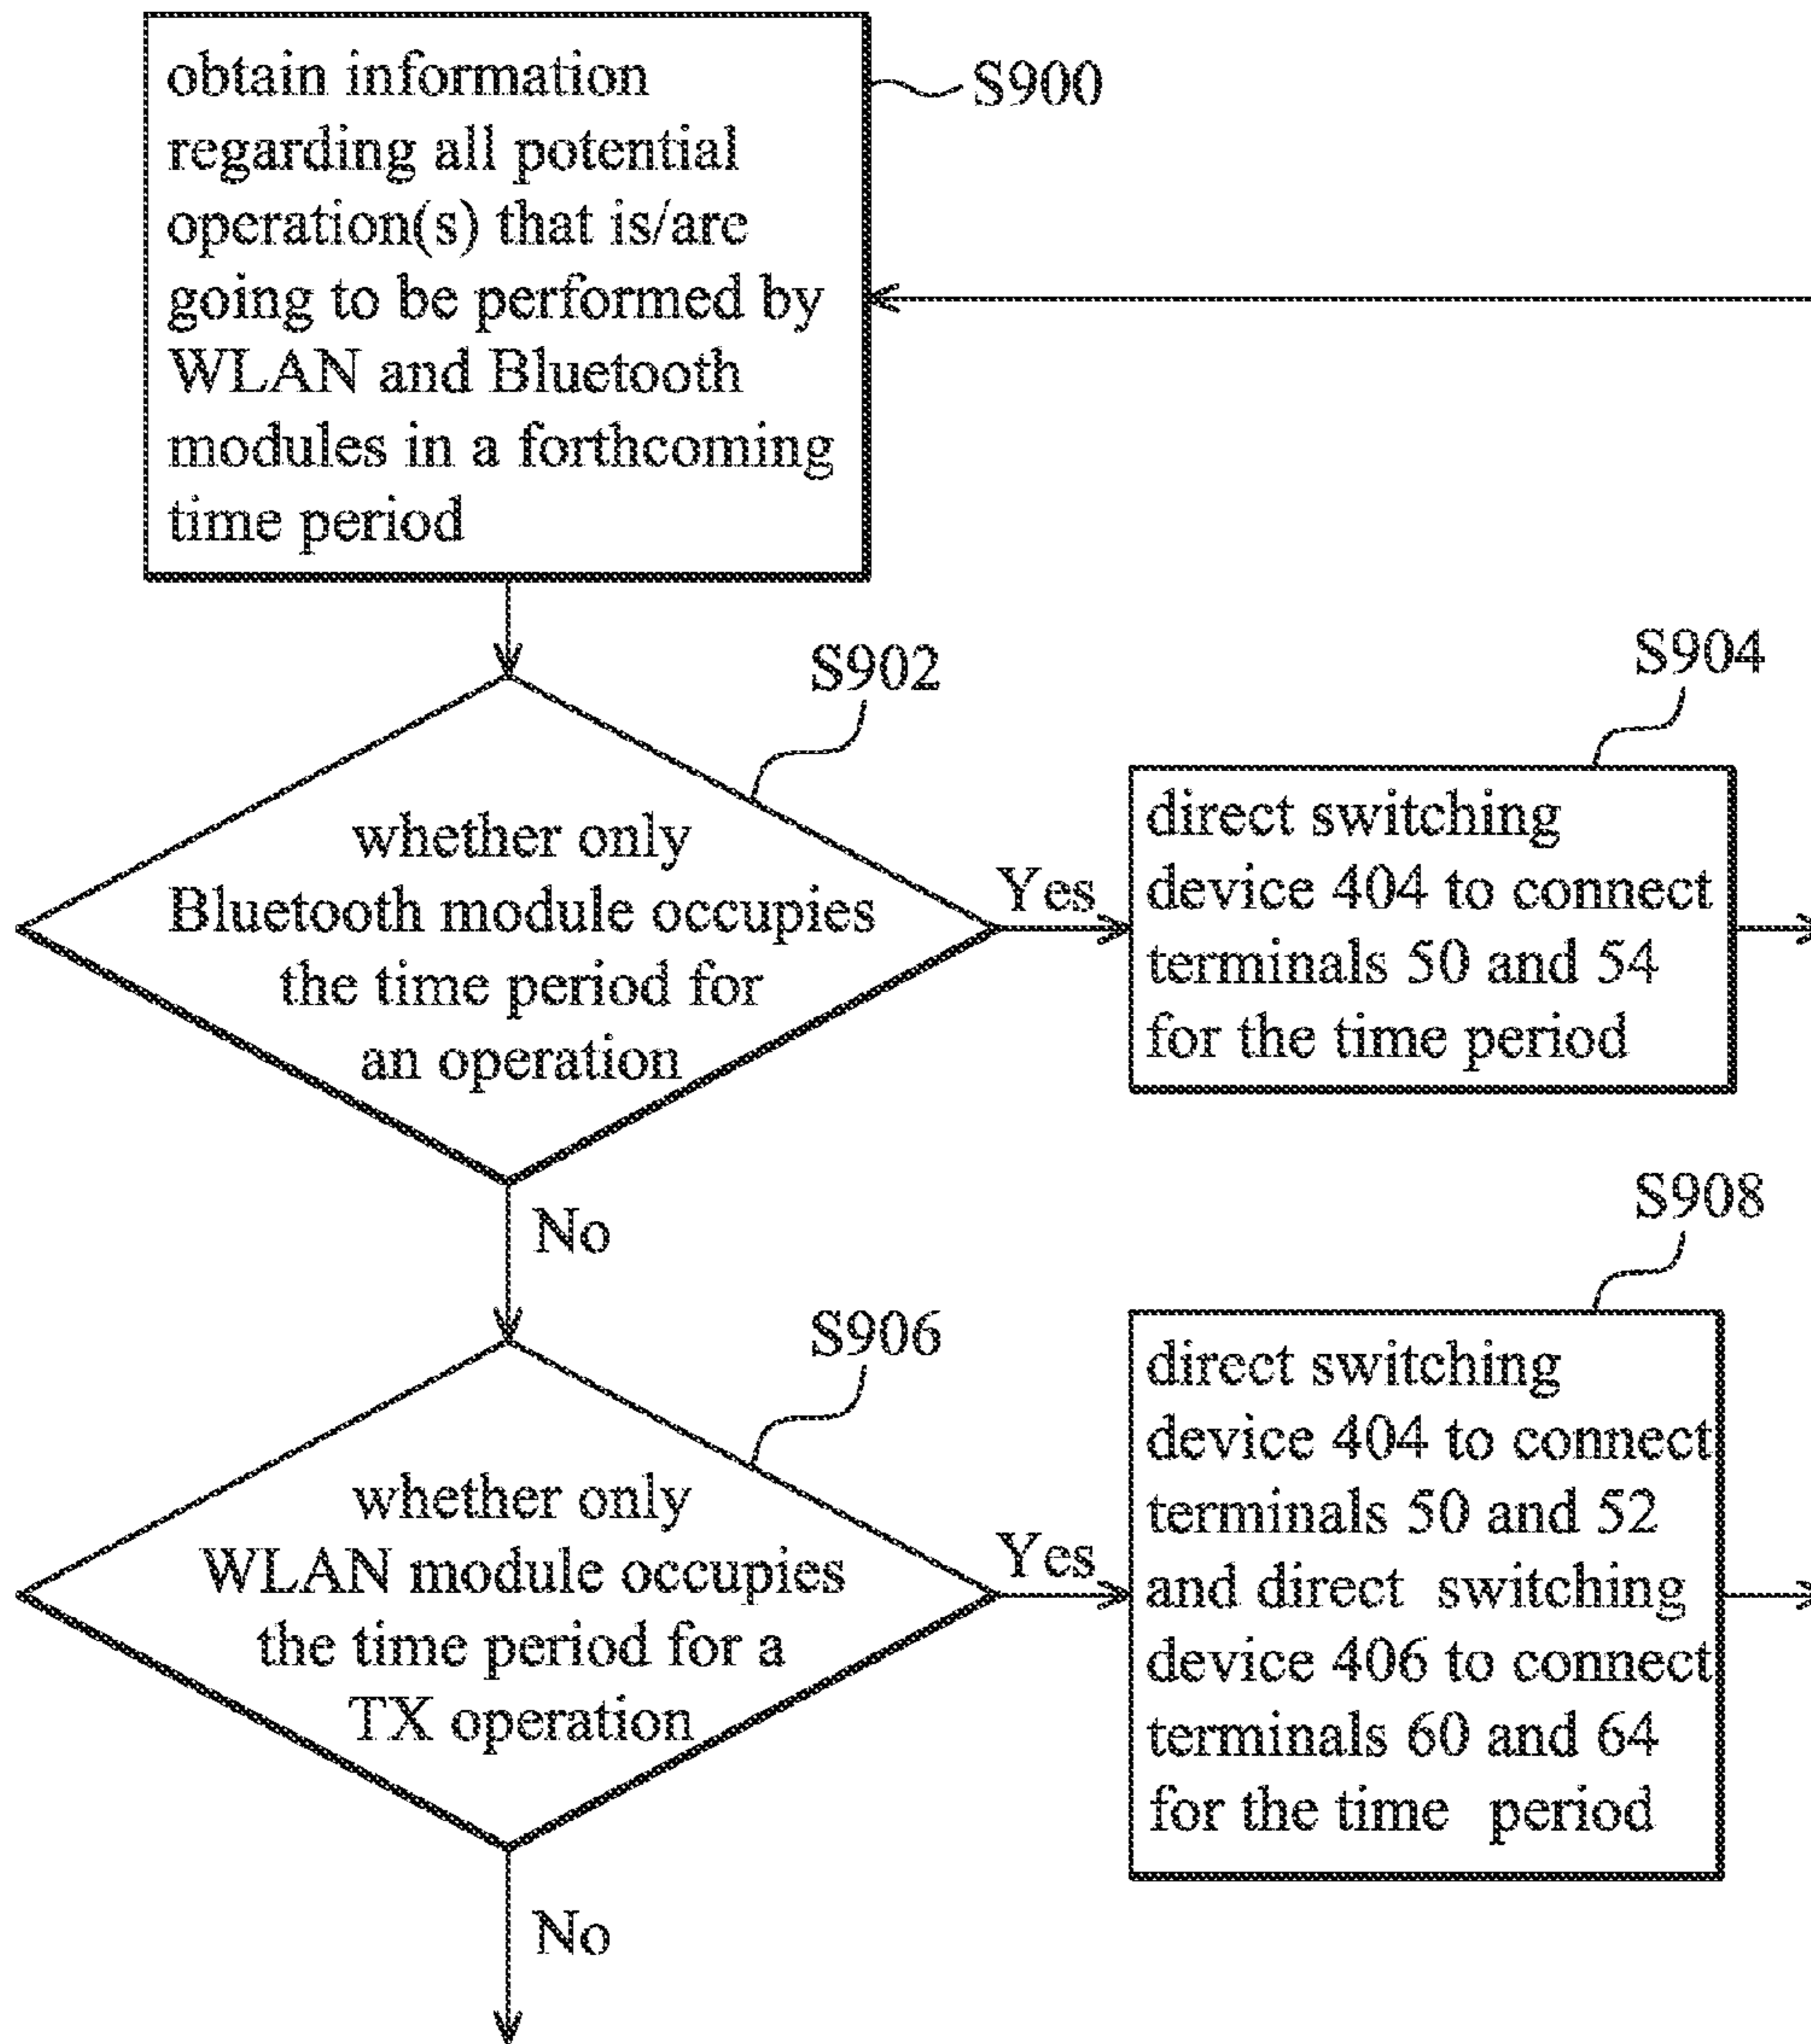 obtain information
regarding all potential
operation(s) that is/are
going to be performed by
WLAN and Bluetooth
modules in a forthcoming
time period
S900
S902
whether only
Bluetooth module occupies
the time period for
an operation
Yes
S904
direct switching
device 404 to connect
terminals 50 and 54
for the time period
No
S906
whether only
WLAN module occupies
the time period for a
TX operation
Yes
S908
direct switching
device 404 to connect
terminals 50 and 52
and direct switching
device 406 to connect
terminals 60 and 64
for the time period
No